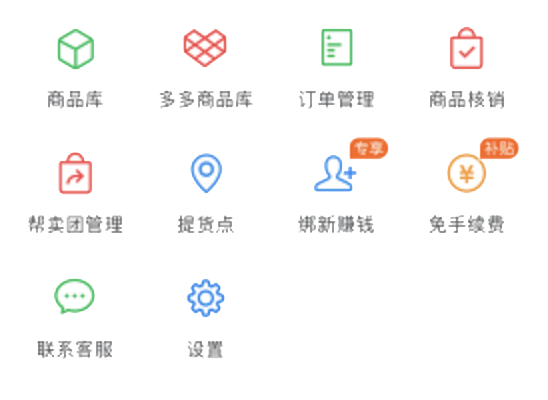 商品库
多多商品库
订单管理
商品核销
专享
补贴
¥
帮卖团管理
提货点
绑新赚钱
免手续费
联系客服
设置